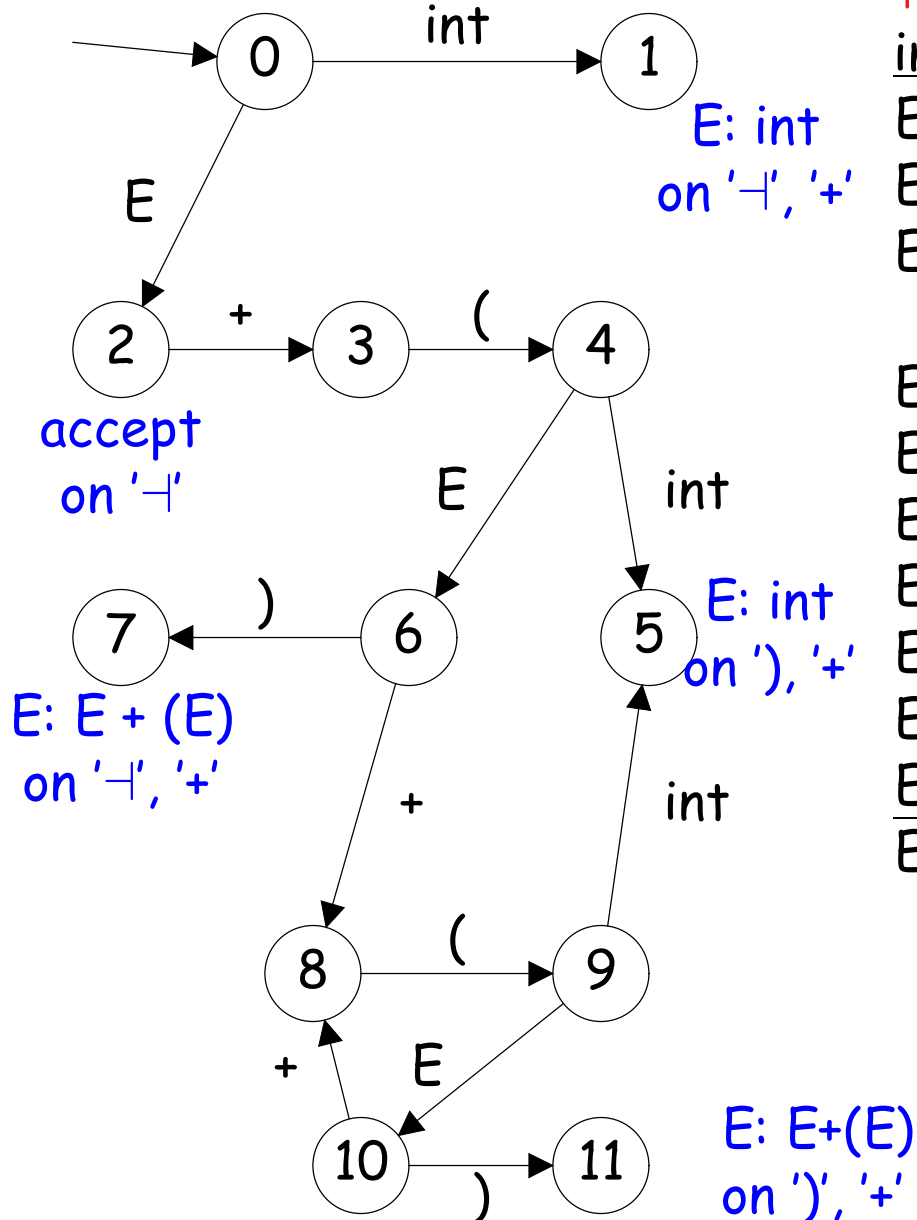 int
0
1
E: int
on '⊣', '+'
E
2
+
3
(
4
accept
on '⊣'
E
int
7
)
6
5
E: int
on '), '+'
E: E + (E)
on '⊣', '+'
+
int
8
(
9
+
E
10
)
11
E: E+(E)
on ')', '+'
E
E
E
E
E
E
E
E
E
E
E